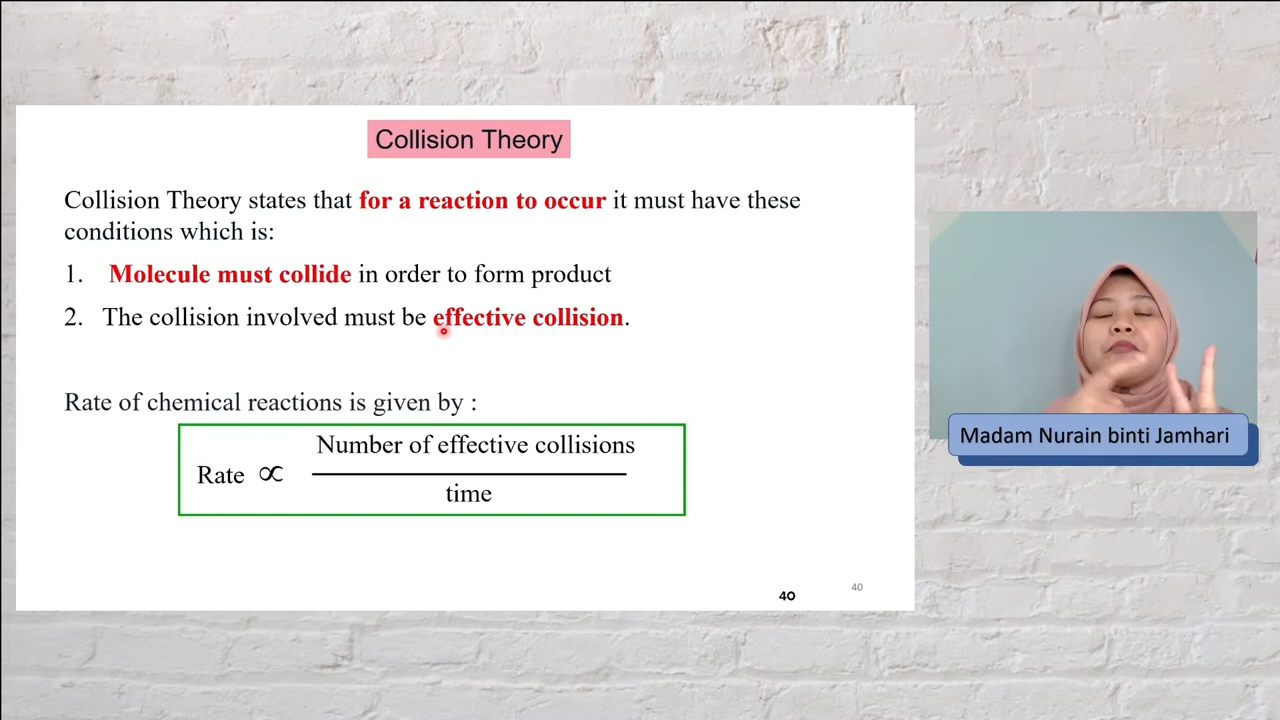 Collision Theory
Collision Theory states that for a reaction to occur it must have these
conditions which is:
1. Molecule must collide in order to form product
2. The collision involved must be effective collision.
Rate of chemical reactions is given by :
Number of effective collisions
Rate ∝
time
40
40
Madam Nurain binti Jamhari